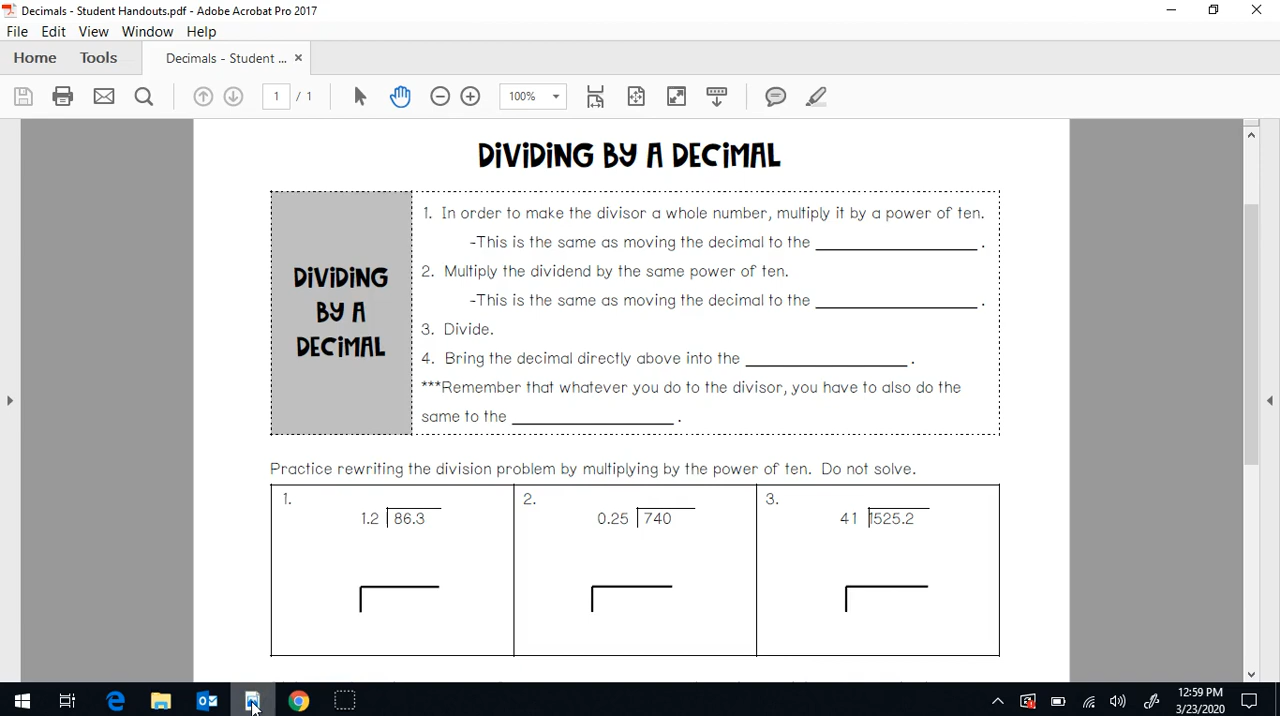 Decimals - Student Handouts.pdf - Adobe Acrobat Pro 2017
File Edit View Window Help
Home Tools Decimals - Student ... ×
1 / 1 100%
DIVIDING BY A DECIMAL
DIVIDING
BY A
DECIMAL
1. In order to make the divisor a whole number, multiply it by a power of ten.
-This is the same as moving the decimal to the ____________________ .
2. Multiply the dividend by the same power of ten.
-This is the same as moving the decimal to the ____________________ .
3. Divide.
4. Bring the decimal directly above into the ____________________ .
***Remember that whatever you do to the divisor, you have to also do the
same to the ____________________ .
Practice rewriting the division problem by multiplying by the power of ten. Do not solve.
1. 2. 3.
1.2 86.3 0.25 740 41 1525.2
12:59 PM
3/23/2020